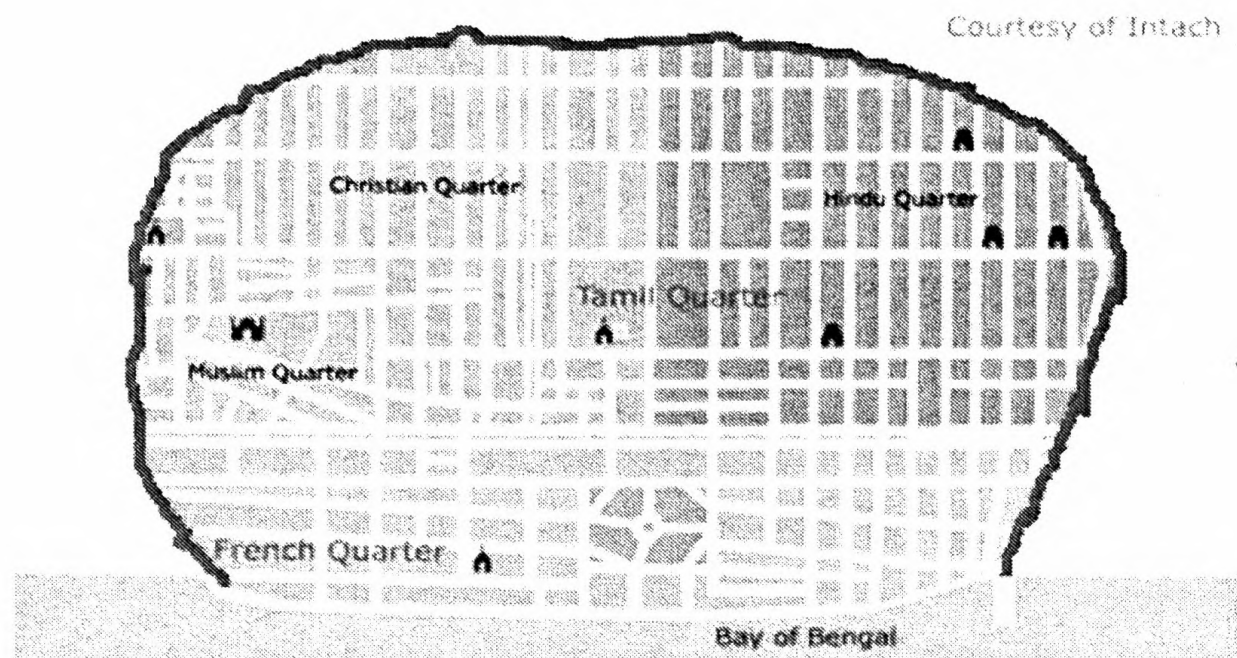 Courtesy of Intach
Christian Quarter
Hindu Quarter
Tamil Quarter
Muslim Quarter
French Quarter
Bay of Bengal